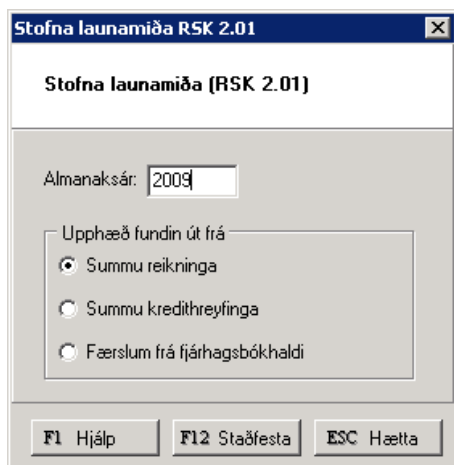 Stofna launamiða RSK 2.01
Stofna launamiða (RSK 2.01)
Almanaksár: 2009
Upphæð fundin út frá
Summu reikninga
Summu kredithreyfinga
Færslum frá fjárhagsbókhaldi
F1 Hjálp F12 Staðfesta ESC Hætta